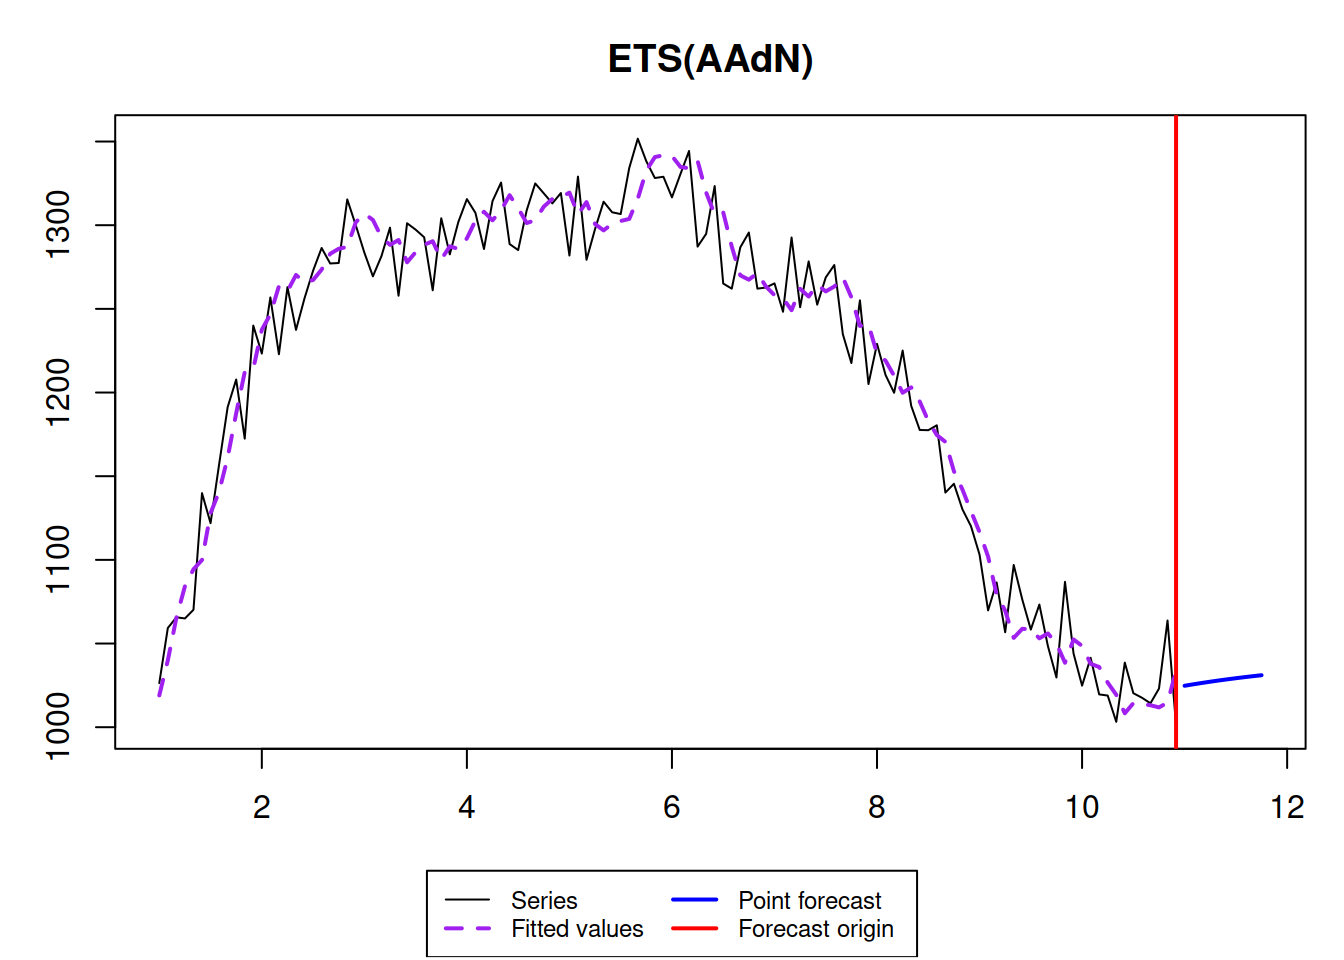 ETS(AAdN)
1300
1200
1100
1000
2 4 6 8 10 12
Series Point forecast
Fitted values Forecast origin